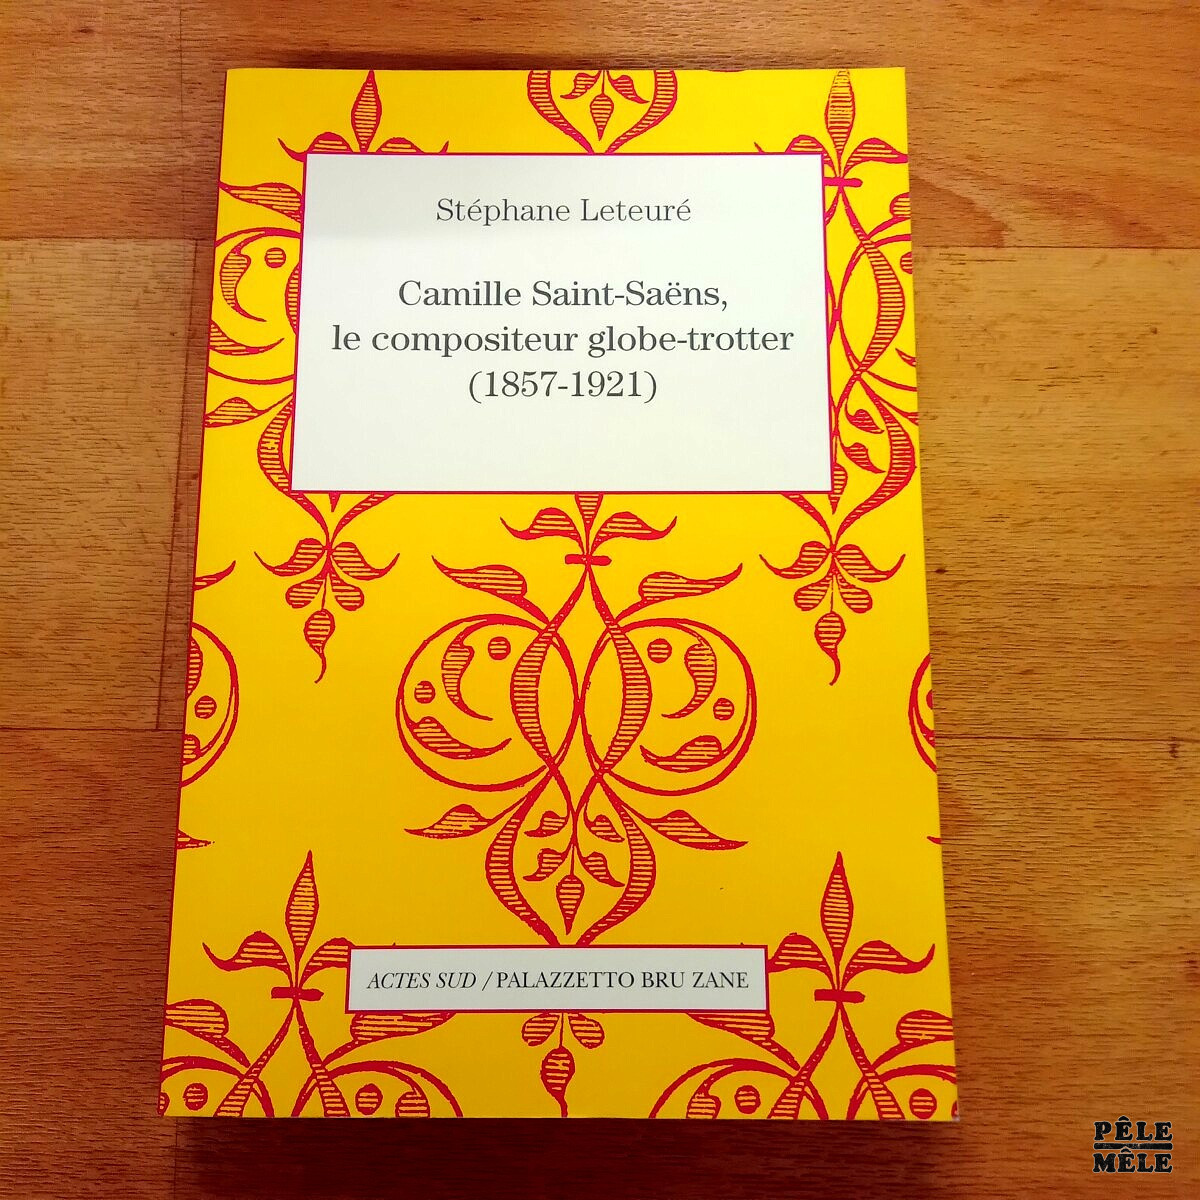 Stéphane Leteuré
Camille Saint-Saëns,
le compositeur globe-trotter
(1857-1921)
ACTES SUD / PALAZZETTO BRU ZANE
PÊLE
MÊLE